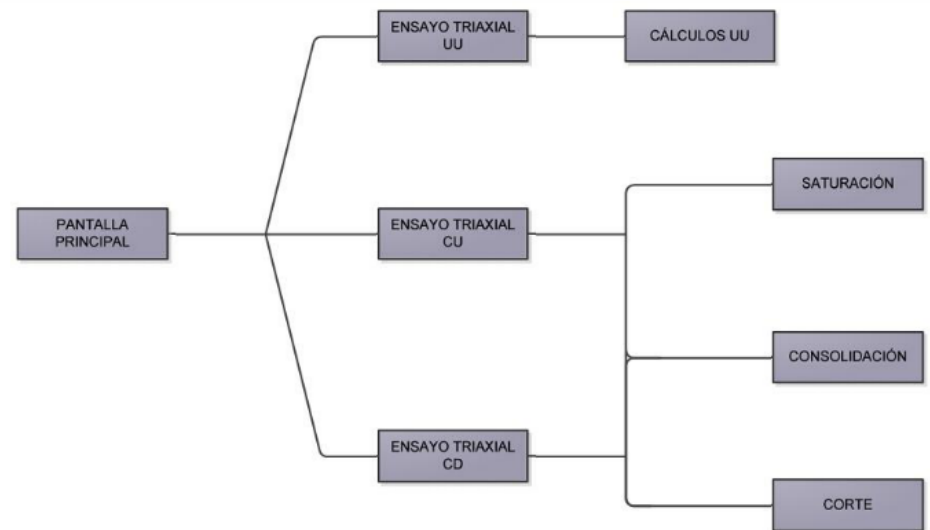 ENSAYO TRIAXIAL
UU
CÁLCULOS UU
SATURACIÓN
PANTALLA
PRINCIPAL
ENSAYO TRIAXIAL
CU
CONSOLIDACIÓN
ENSAYO TRIAXIAL
CD
CORTE